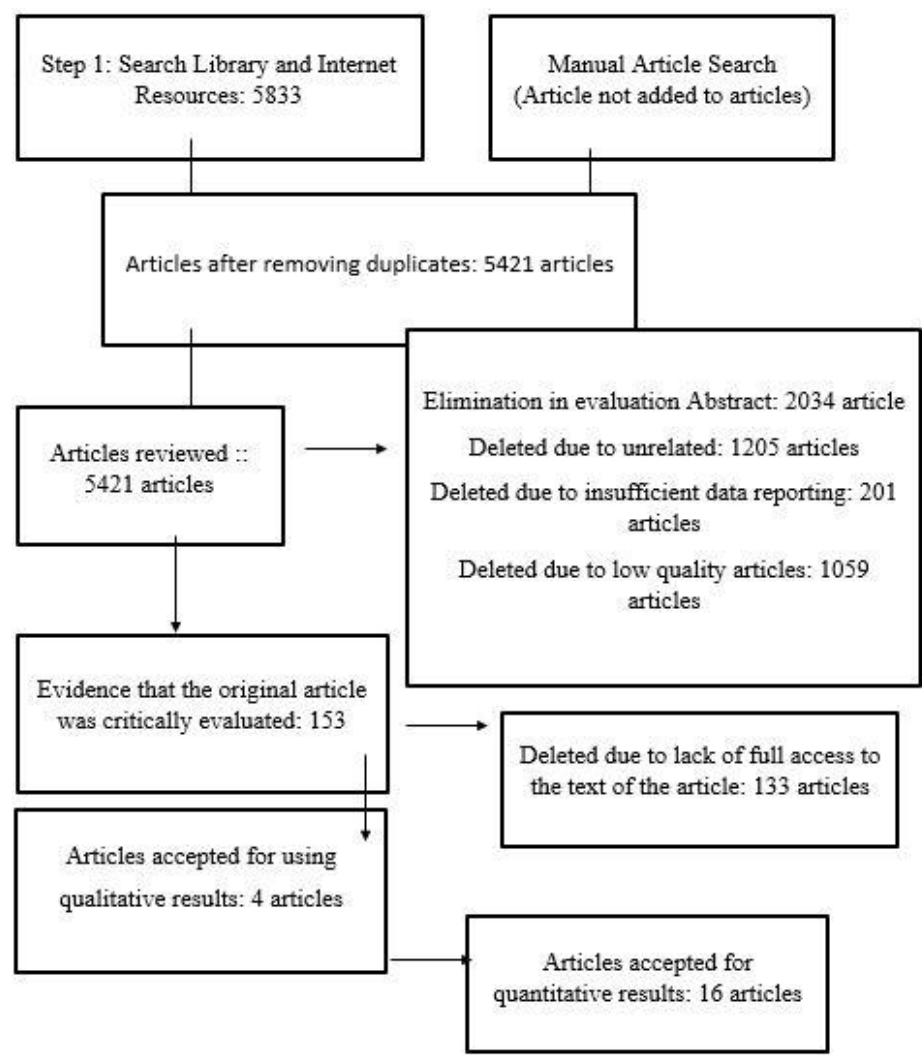 Step 1: Search Library and Internet
Resources: 5833
Manual Article Search
(Article not added to articles)
Articles after removing duplicates: 5421 articles
Elimination in evaluation Abstract: 2034 article
Deleted due to unrelated: 1205 articles
Deleted due to insufficient data reporting: 201
articles
Deleted due to low quality articles: 1059
articles
Articles reviewed ::
5421 articles
Evidence that the original article
was critically evaluated: 153
Deleted due to lack of full access to
the text of the article: 133 articles
Articles accepted for using
qualitative results: 4 articles
Articles accepted for
quantitative results: 16 articles